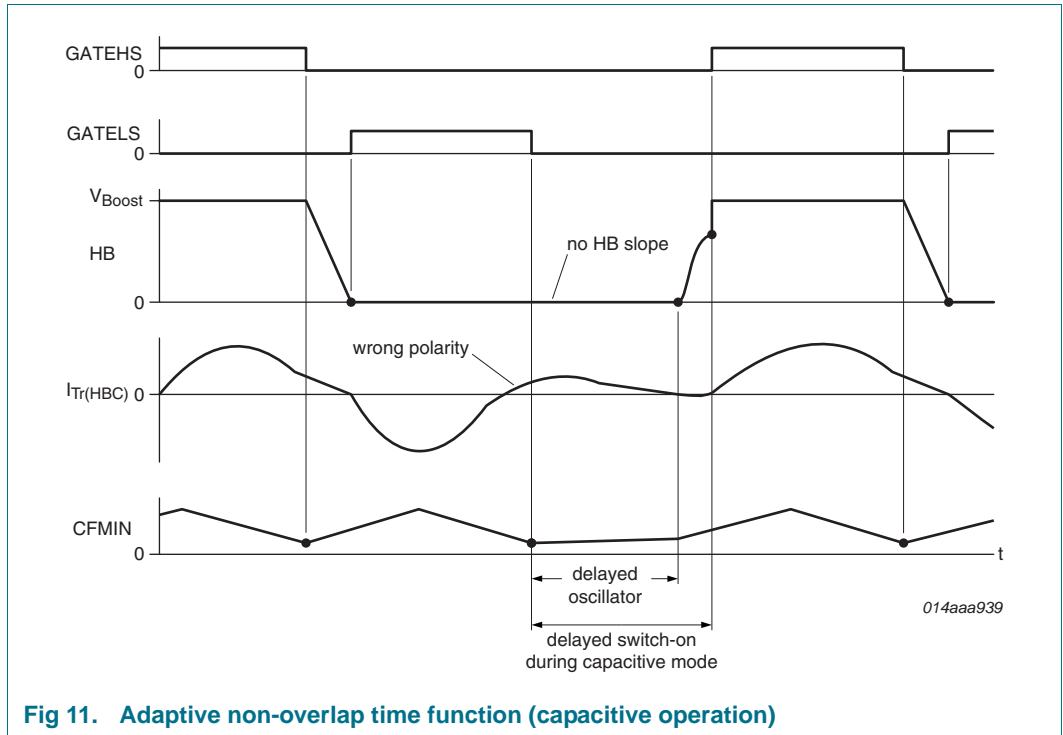 GATEHS
0
GATELS
0
VBoost
HB
no HB slope
0
wrong polarity
ITr(HBC) 0
CFMIN
0
t
delayed
oscillator
014aaa939
delayed switch-on
during capacitive mode
Fig 11. Adaptive non-overlap time function (capacitive operation)